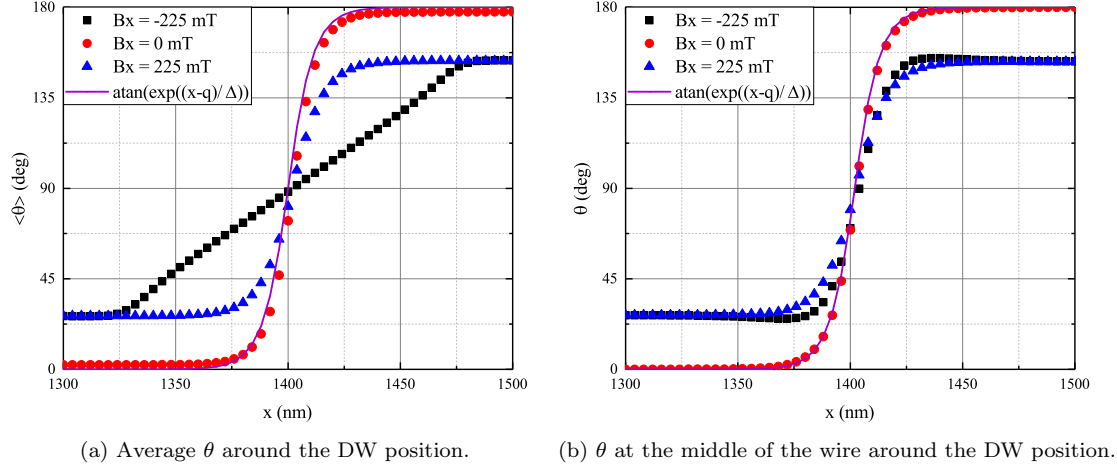 Bx = -225 mT
Bx = 0 mT
Bx = 225 mT
atan(exp((x-q)/ Δ))
180
135
90
45
0
<θ> (deg)
1300
1350
1400
1450
1500
x (nm)
(a) Average θ around the DW position.
Bx = -225 mT
Bx = 0 mT
Bx = 225 mT
atan(exp((x-q)/ Δ))
180
135
90
45
0
θ (deg)
1300
1350
1400
1450
1500
x (nm)
(b) θ at the middle of the wire around the DW position.